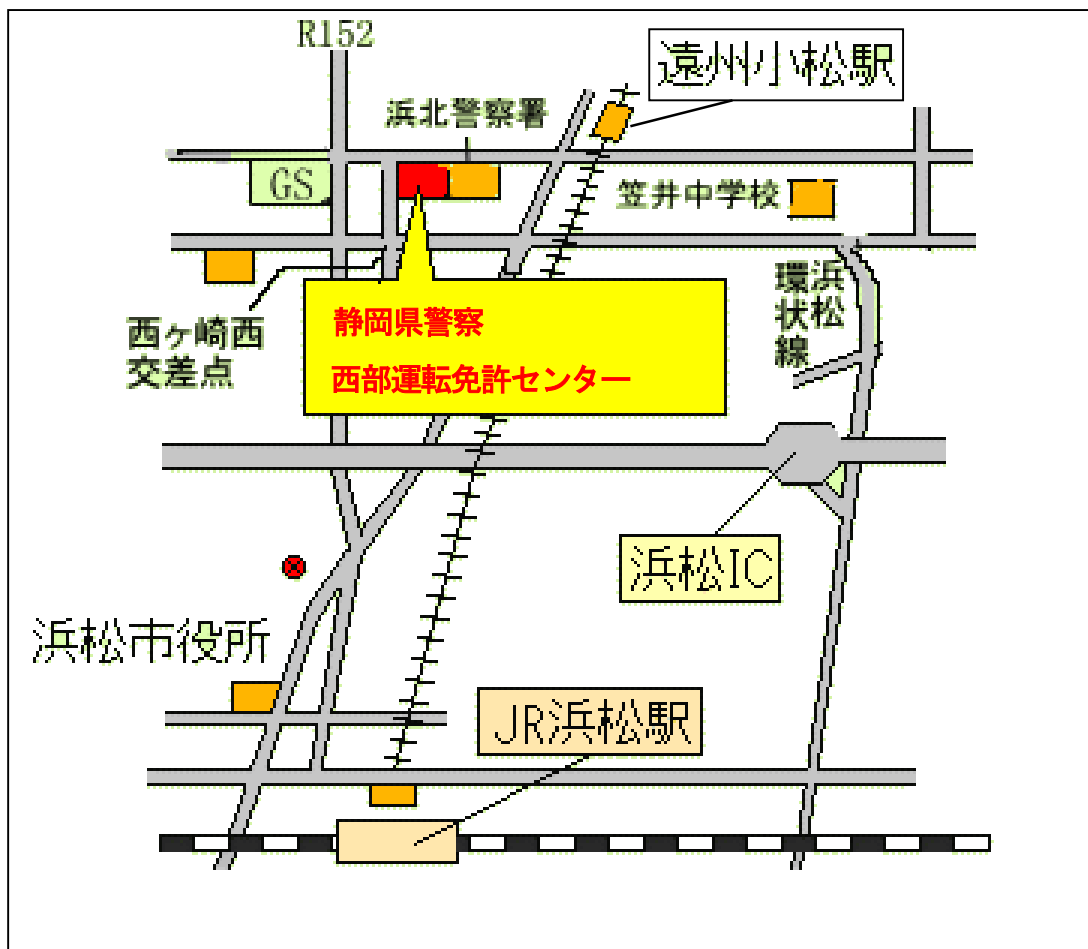 R152
遠州小松駅
浜北警察署
GS
笠井中学校
西ヶ崎西
交差点
静岡県警察
西部運転免許センター
浜松
環状線
浜松IC
浜松市役所
JR浜松駅